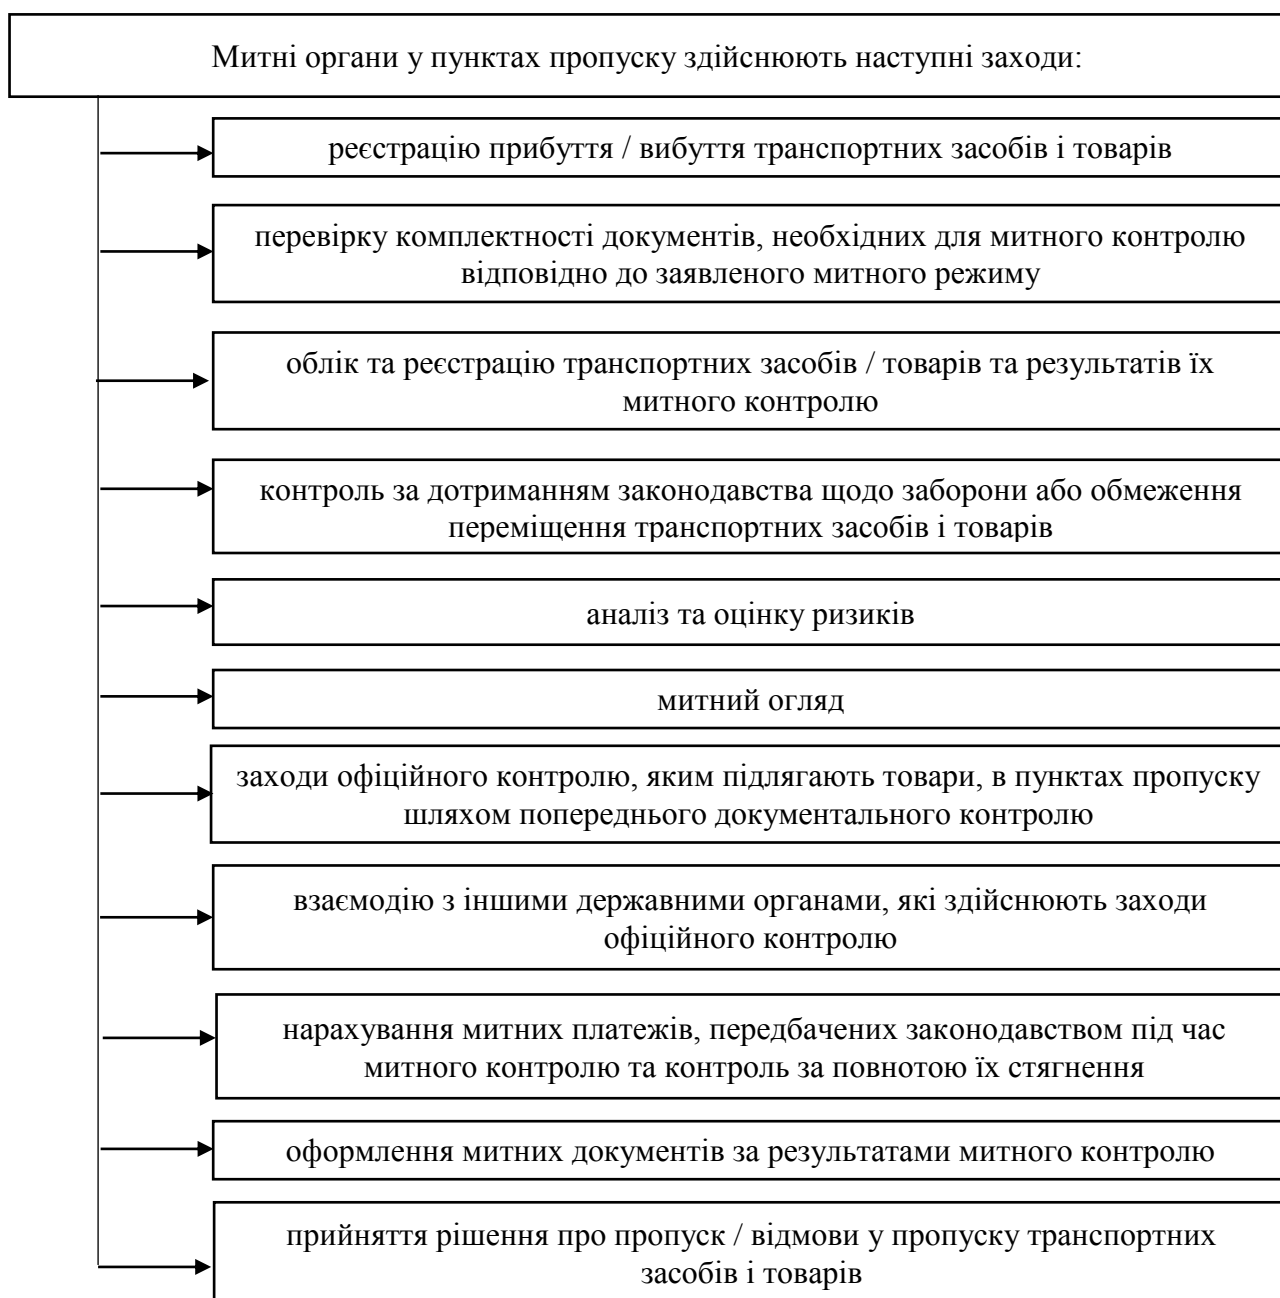 Митні органи у пунктах пропуску здійснюють наступні заходи:
реєстрацію прибуття / вибуття транспортних засобів і товарів
перевірку комплектності документів, необхідних для митного контролю
відповідно до заявленого митного режиму
облік та реєстрацію транспортних засобів / товарів та результатів їх
митного контролю
контроль за дотриманням законодавства щодо заборони або обмеження
переміщення транспортних засобів і товарів
аналіз та оцінку ризиків
митний огляд
заходи офіційного контролю, яким підлягають товари, в пунктах пропуску
шляхом попереднього документального контролю
взаємодію з іншими державними органами, які здійснюють заходи
офіційного контролю
нарахування митних платежів, передбачених законодавством під час
митного контролю та контроль за повнотою їх стягнення
оформлення митних документів за результатами митного контролю
прийняття рішення про пропуск / відмови у пропуску транспортних
засобів і товарів